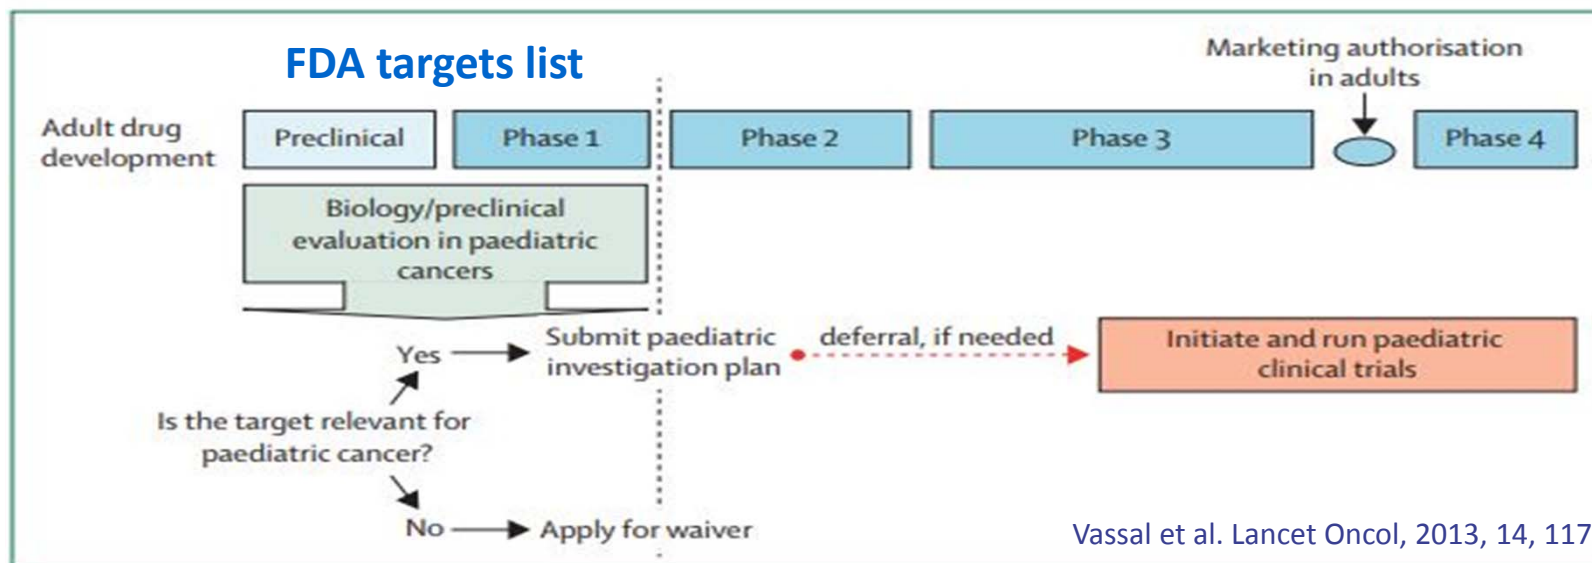 FDA targets list
Marketing authorisation
in adults
Adult drug
development
Preclinical
Phase 1
Phase 2
Phase 3
Phase 4
Biology/preclinical
evaluation in paediatric
cancers
Yes
Submit paediatric
investigation plan
deferral, if needed
Initiate and run paediatric
clinical trials
Is the target relevant for
paediatric cancer?
No
Apply for waiver
Vassal et al. Lancet Oncol, 2013, 14, 117